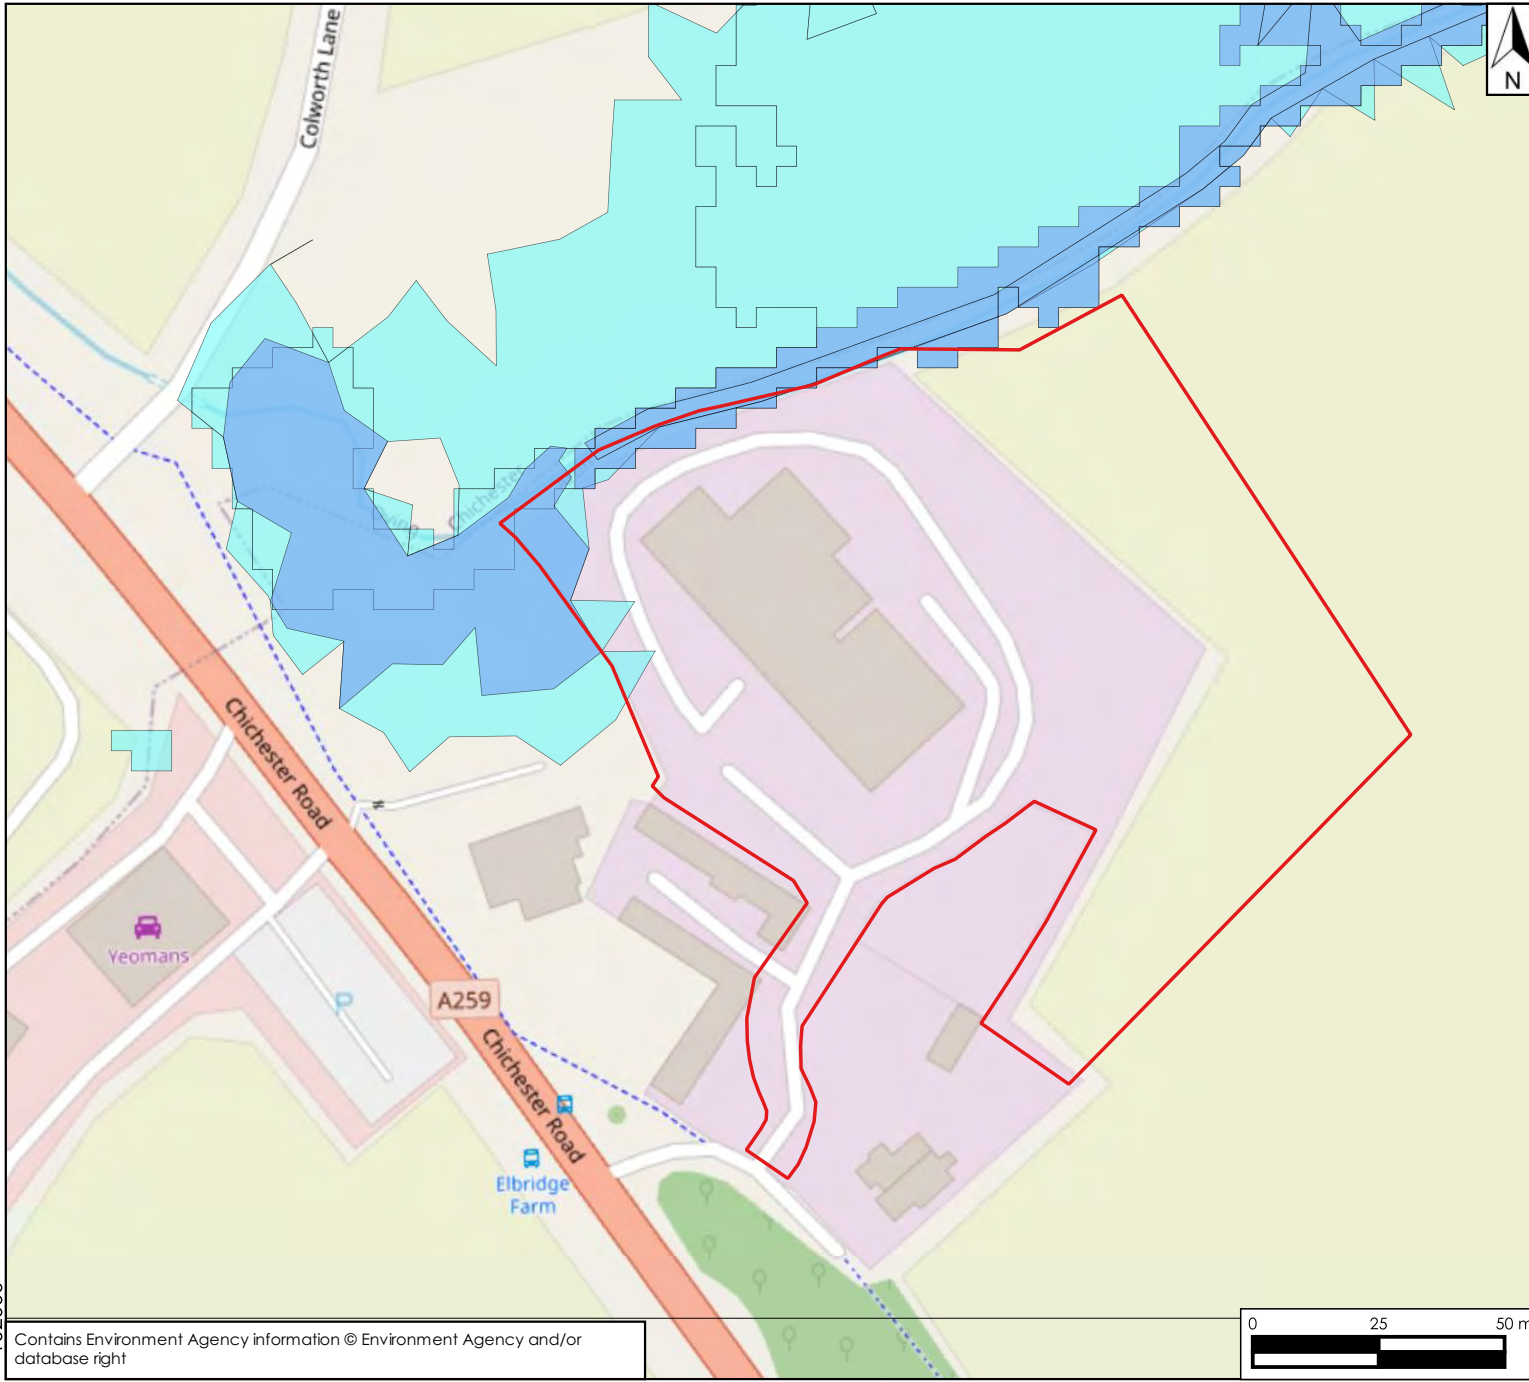 Colworth Lane
N
Chichester
Chichester Road
Yeomans
P
A259
Chichester Road
Elbridge
Farm
0 25 50 m
Contains Environment Agency information © Environment Agency and/or
database right